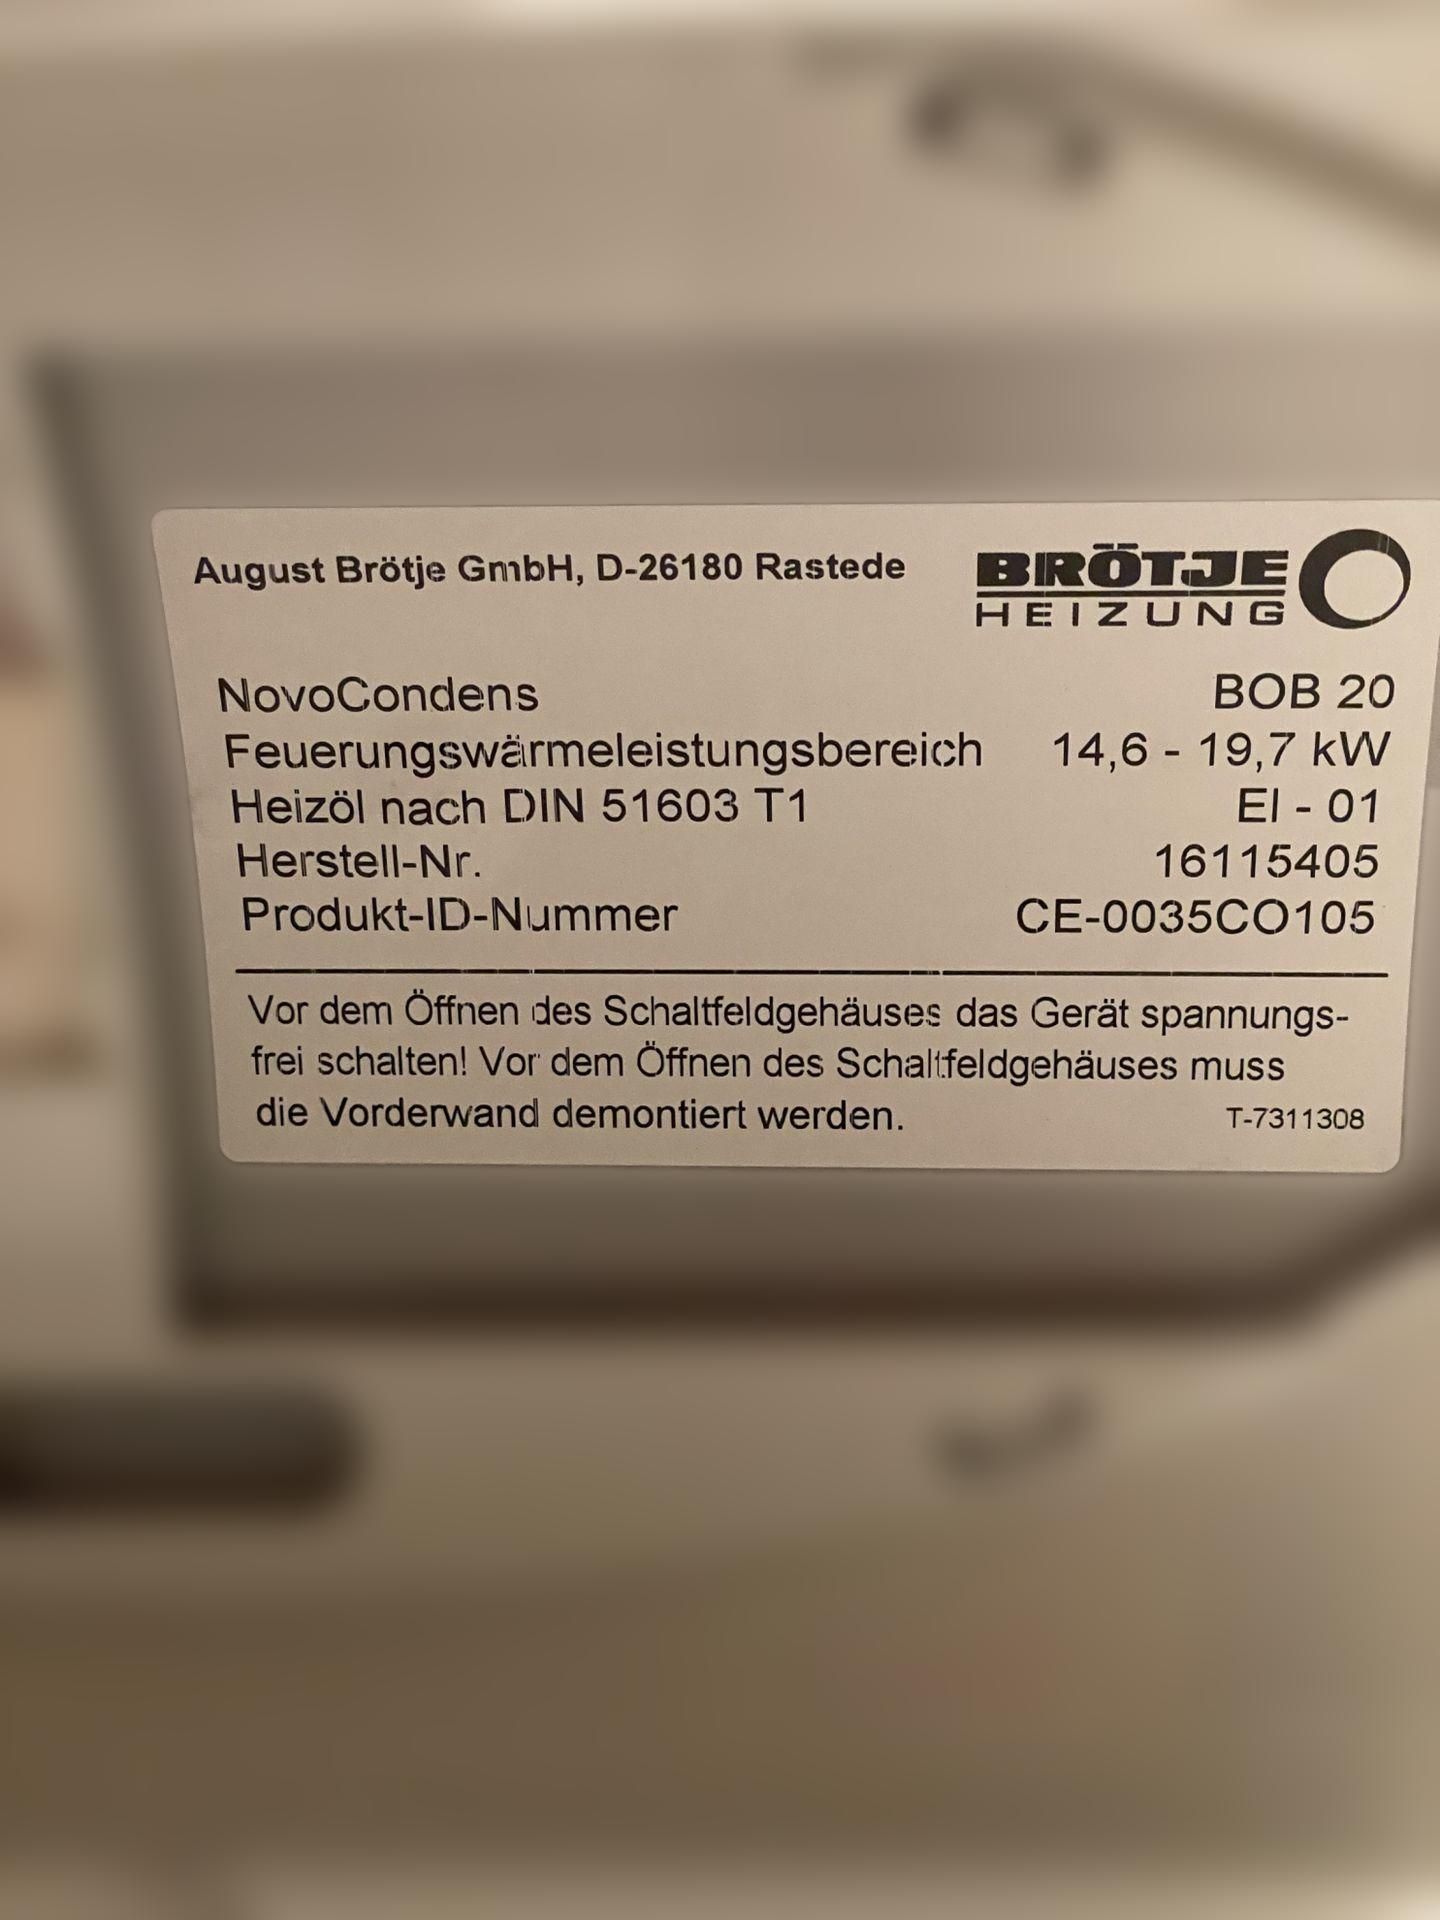 August Brötje GmbH, D-26180 Rastede
BRÖTJE
HEIZUNG
NovoCondens BOB 20
Feuerungswärmeleistungsbereich 14,6 - 19,7 kW
Heizöl nach DIN 51603 T1 EI - 01
Herstell-Nr. 16115405
Produkt-ID-Nummer CE-0035CO105
Vor dem Öffnen des Schaltfeldgehäuses das Gerät spannungs-
frei schalten! Vor dem Öffnen des Schaltfeldgehäuses muss
die Vorderwand demontiert werden. T-7311308